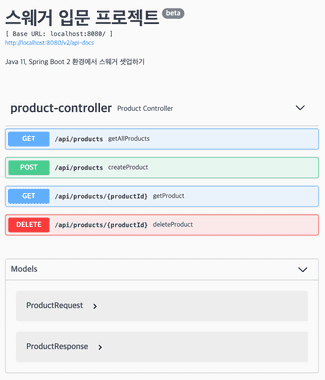 스웨거 입문 프로젝트 beta
[ Base URL: localhost:8080/ ]
http://localhost:8080/v2/api-docs
Java 11, Spring Boot 2 환경에서 스웨거 셋업하기
product-controller Product Controller
GET /api/products getAllProducts
POST /api/products createProduct
GET /api/products/{productId} getProduct
DELETE /api/products/{productId} deleteProduct
Models
ProductRequest
ProductResponse